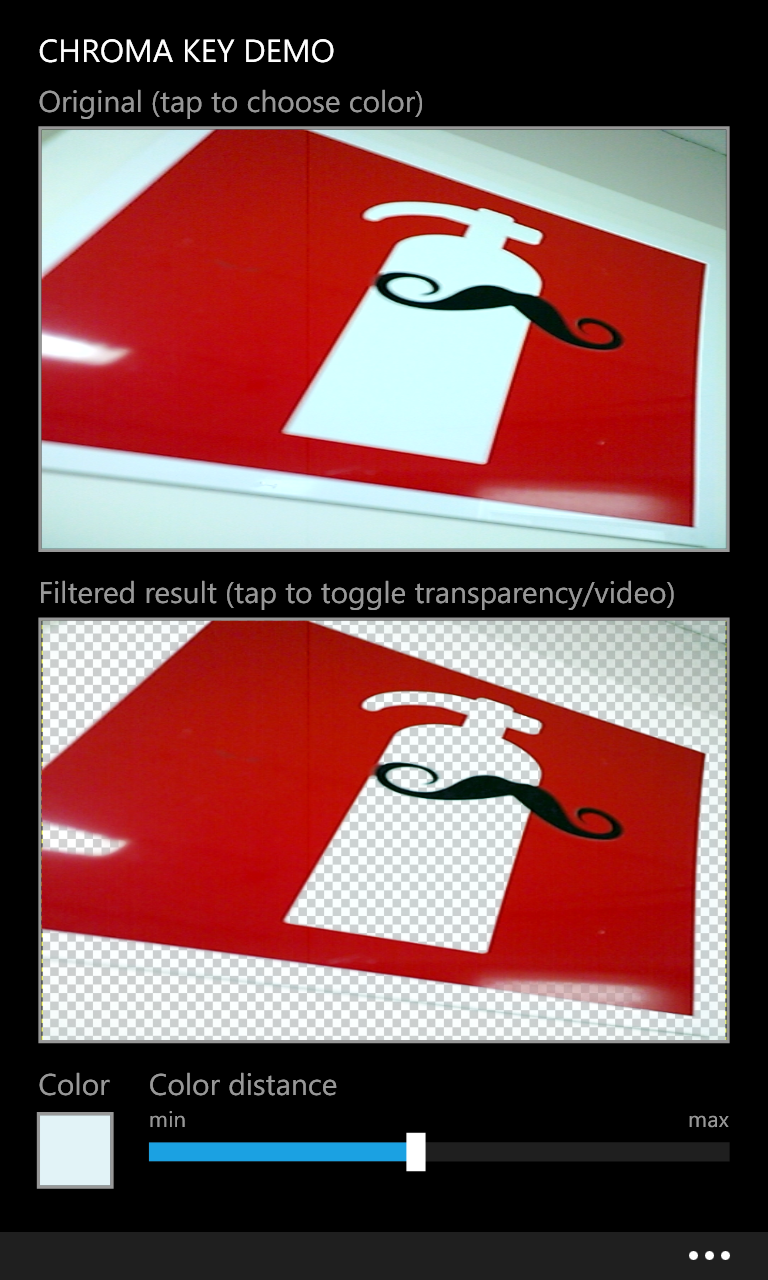 CHROMA KEY DEMO
Original (tap to choose color)
Filtered result (tap to toggle transparency/video)
Color
Color distance
min
max